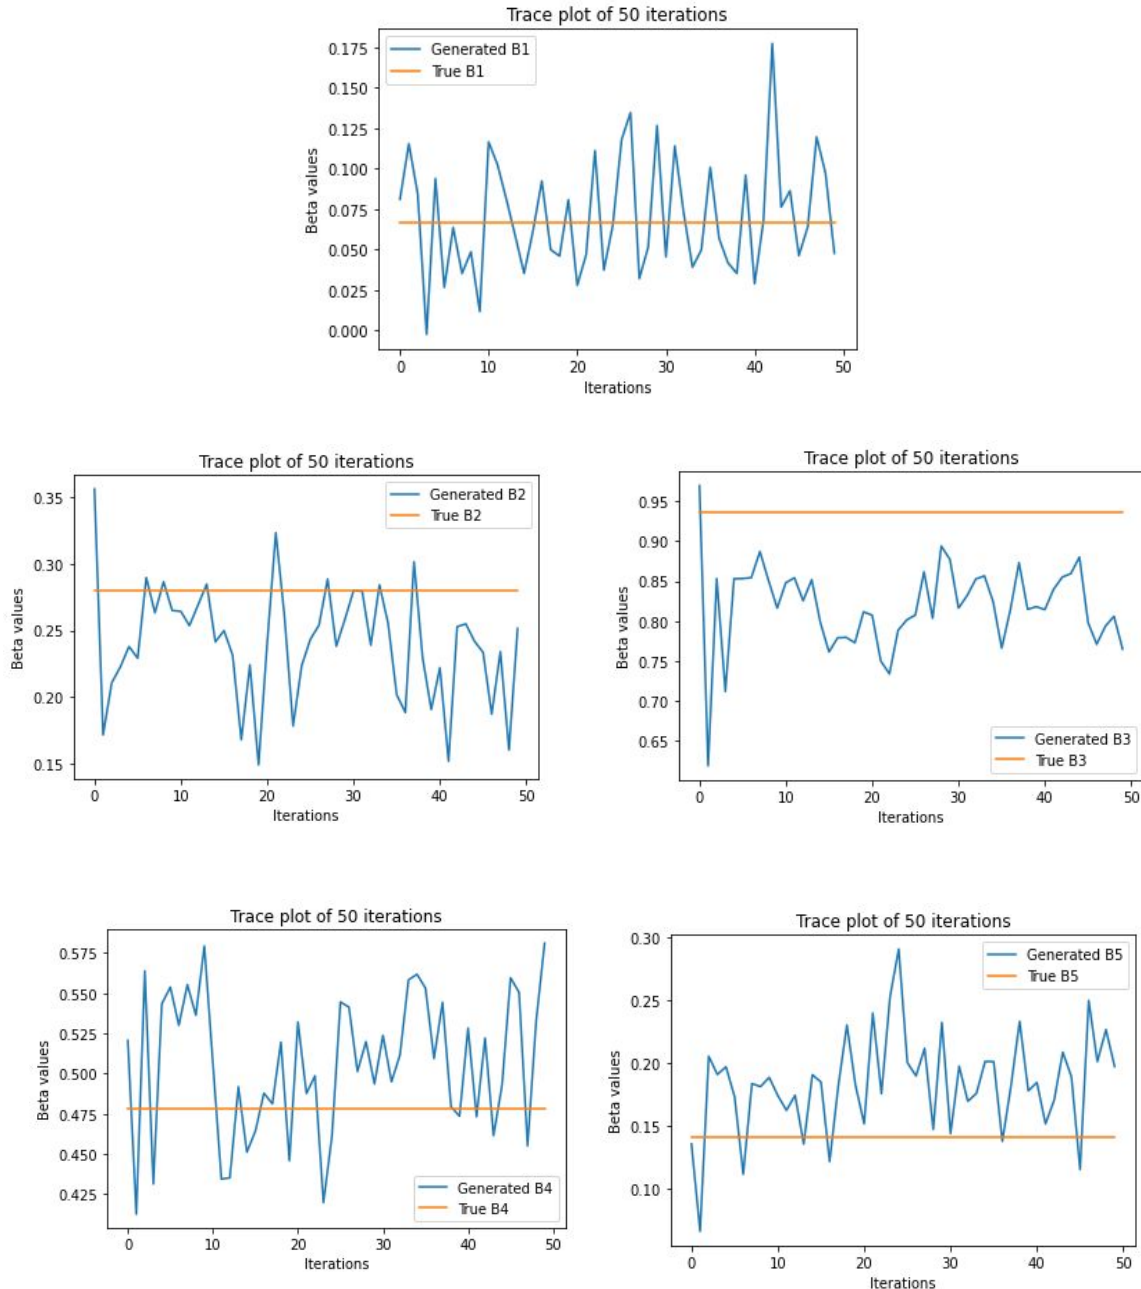 Trace plot of 50 iterations
Generated B1
True B1
0.175
0.150
0.125
0.100
0.075
0.050
0.025
0.000
Beta values
0 10 20 30 40 50
Iterations
Trace plot of 50 iterations
Generated B2
True B2
0.35
0.30
0.25
0.20
0.15
Beta values
0 10 20 30 40 50
Iterations
Trace plot of 50 iterations
0.95
0.90
0.85
0.80
0.75
0.70
0.65
Beta values
Generated B3
True B3
0 10 20 30 40 50
Iterations
Trace plot of 50 iterations
0.575
0.550
0.525
0.500
0.475
0.450
0.425
Beta values
Generated B4
True B4
0 10 20 30 40 50
Iterations
Trace plot of 50 iterations
Generated B5
True B5
0.30
0.25
0.20
0.15
0.10
Beta values
0 10 20 30 40 50
Iterations